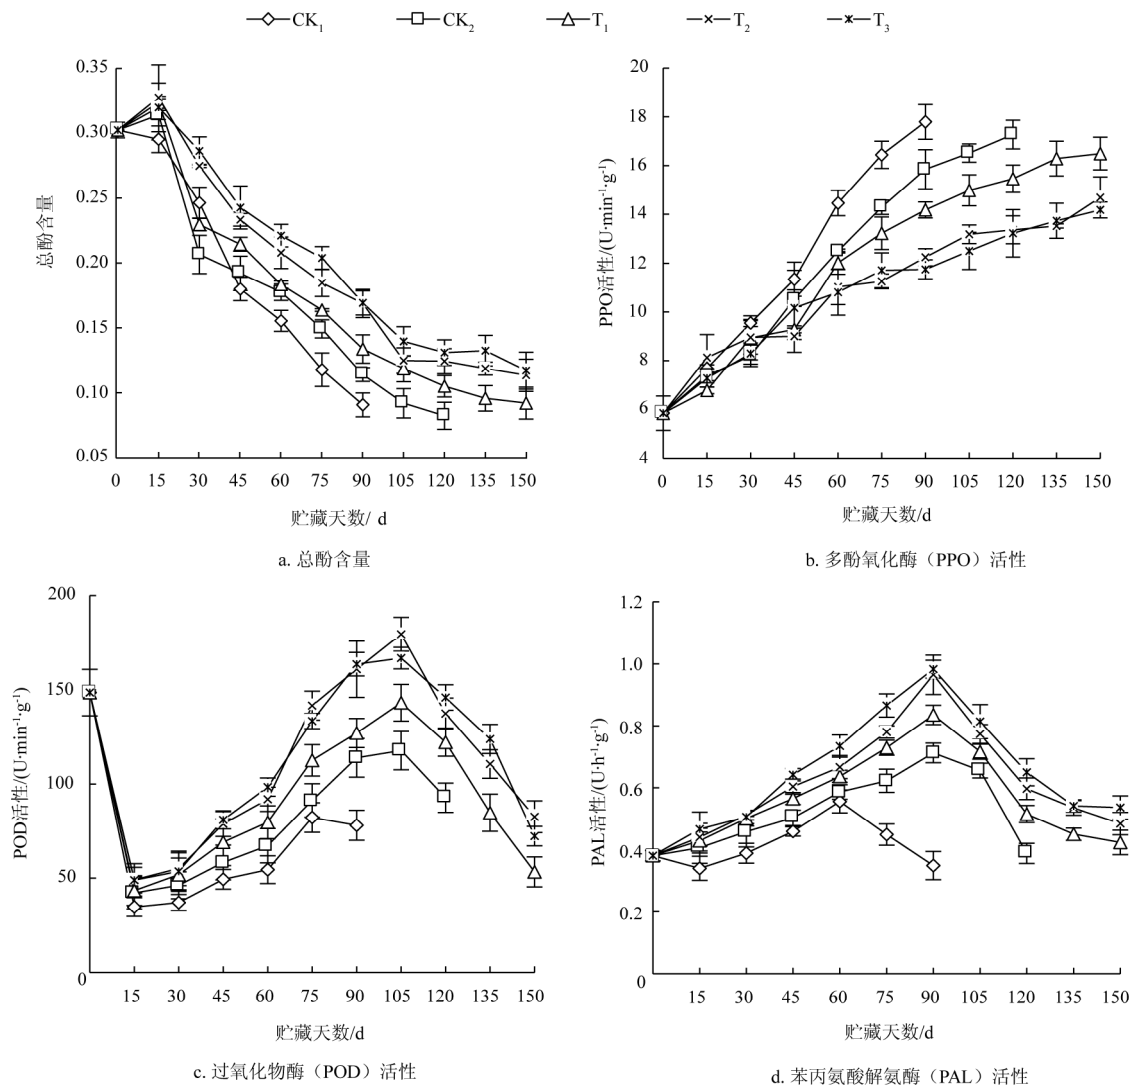 CK₁ CK₂ T₁ T₂ T₃
0.35
0.30
0.25
0.20
0.15
0.10
0.05
总酚含量
0 15 30 45 60 75 90 105 120 135 150
贮藏天数/ d
a. 总酚含量
20
18
16
14
12
10
8
6
4
PPO活性/(U·min⁻¹·g⁻¹)
0 15 30 45 60 75 90 105 120 135 150
贮藏天数/d
b. 多酚氧化酶（PPO）活性
200
150
100
50
0
POD活性/(U·min⁻¹·g⁻¹)
15 30 45 60 75 90 105 120 135 150
贮藏天数/d
c. 过氧化物酶（POD）活性
1.2
1.0
0.8
0.6
0.4
0.2
0
PAL活性/(U·h⁻¹·g⁻¹)
15 30 45 60 75 90 105 120 135 150
贮藏天数/d
d. 苯丙氨酸解氨酶（PAL）活性